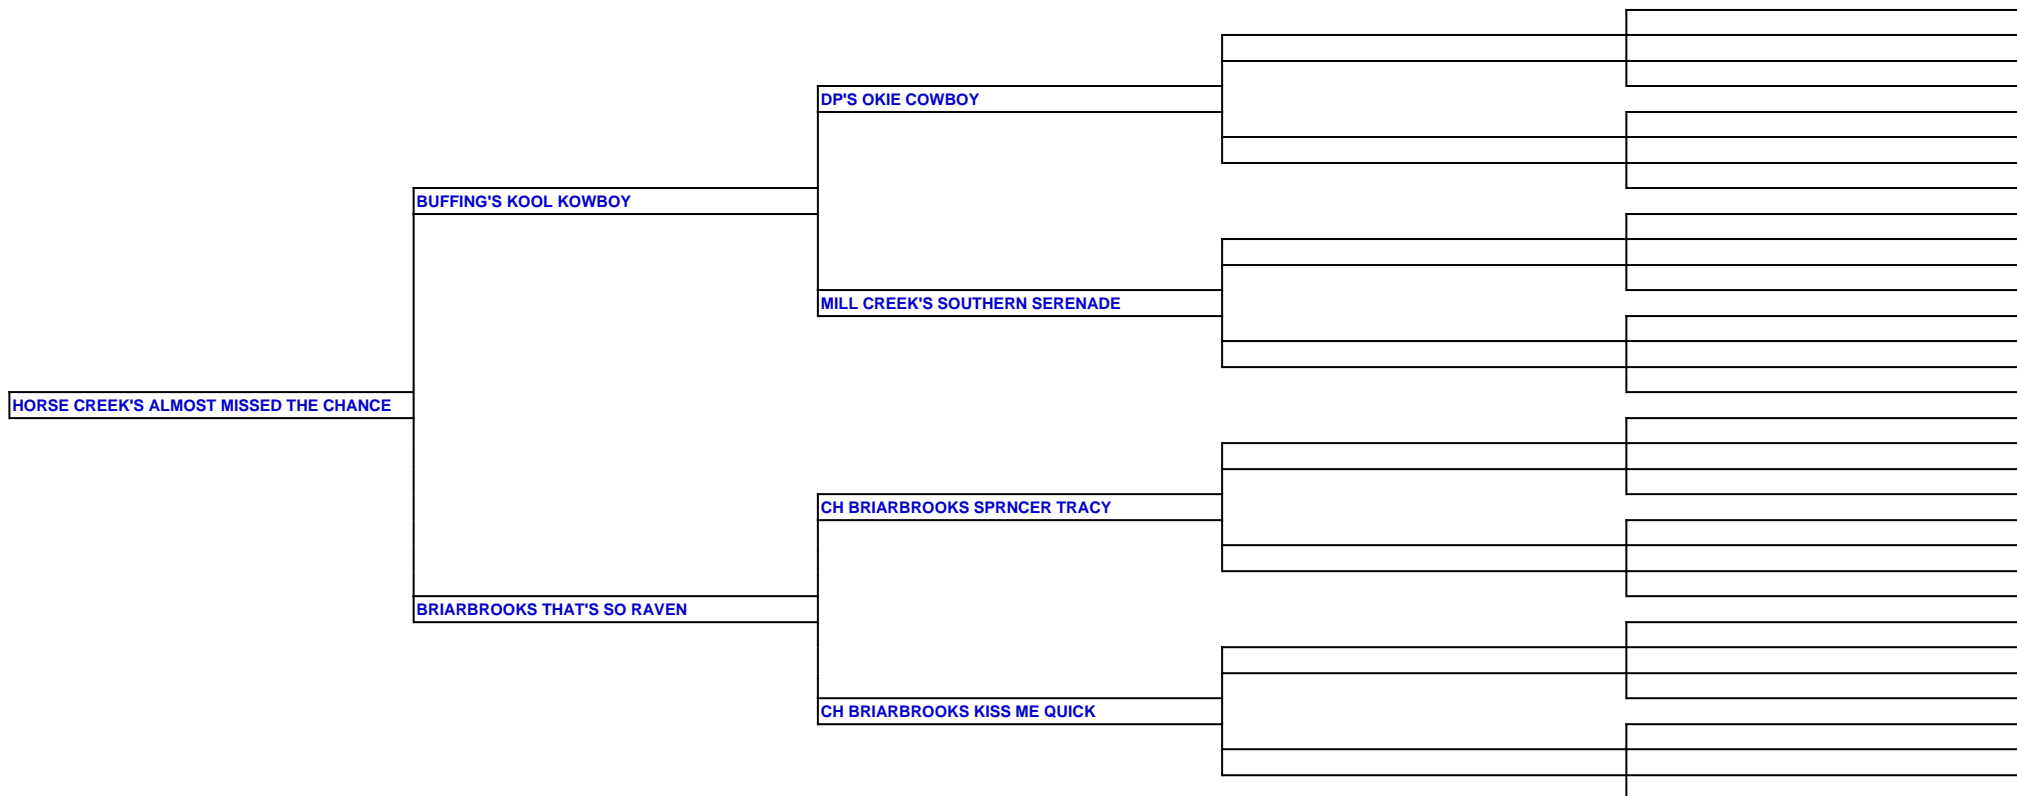 DP'S OKIE COWBOY
BUFFING'S KOOL KOWBOY
MILL CREEK'S SOUTHERN SERENADE
HORSE CREEK'S ALMOST MISSED THE CHANCE
CH BRIARBROOKS SPRNCER TRACY
BRIARBROOKS THAT'S SO RAVEN
CH BRIARBROOKS KISS ME QUICK